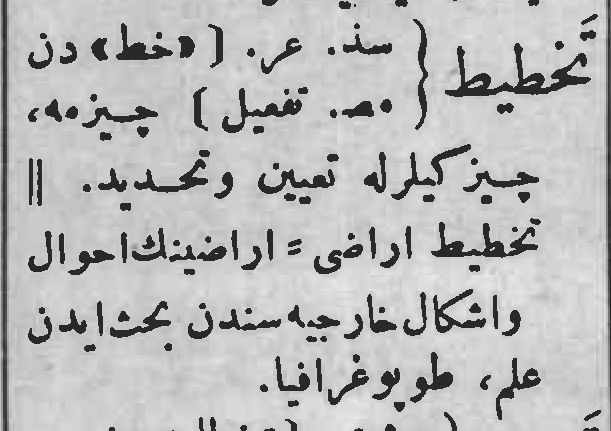 تَخطيط { سذ. عر. [«خط» دن
مص. تفعيل] چيزمه،
چيزكيلرله تعيين وتحديد. ||
تخطيط اراضى = اراضينك احوال
واشكال خارجيه سندن بحث ايدن
علم، طوپوغرافيا.